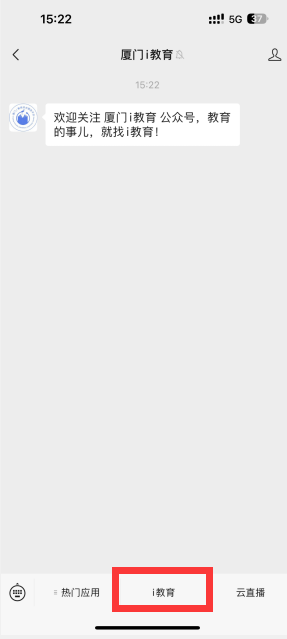 15:22
5G 37
厦门i教育
15:22
欢迎关注 厦门i教育 公众号，教育
的事儿，就找i教育！
热门应用
i教育
云直播